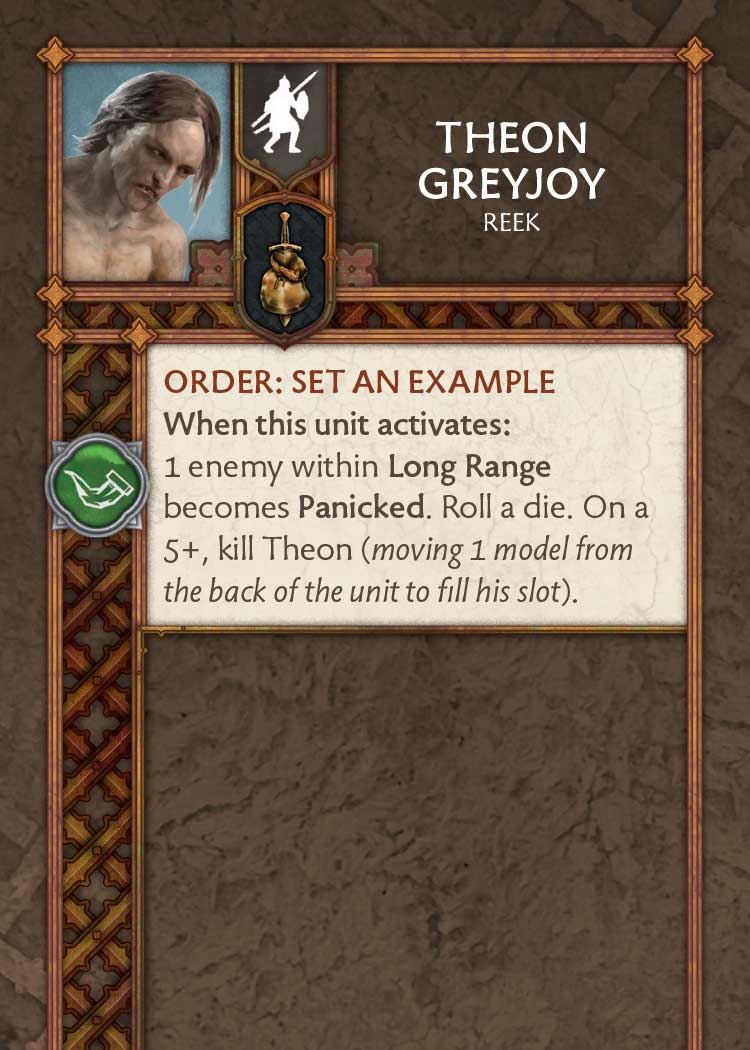 THEON
GREYJOY
REEK
ORDER: SET AN EXAMPLE
When this unit activates:
1 enemy within Long Range
becomes Panicked. Roll a die. On a
5+, kill Theon (moving 1 model from
the back of the unit to fill his slot).